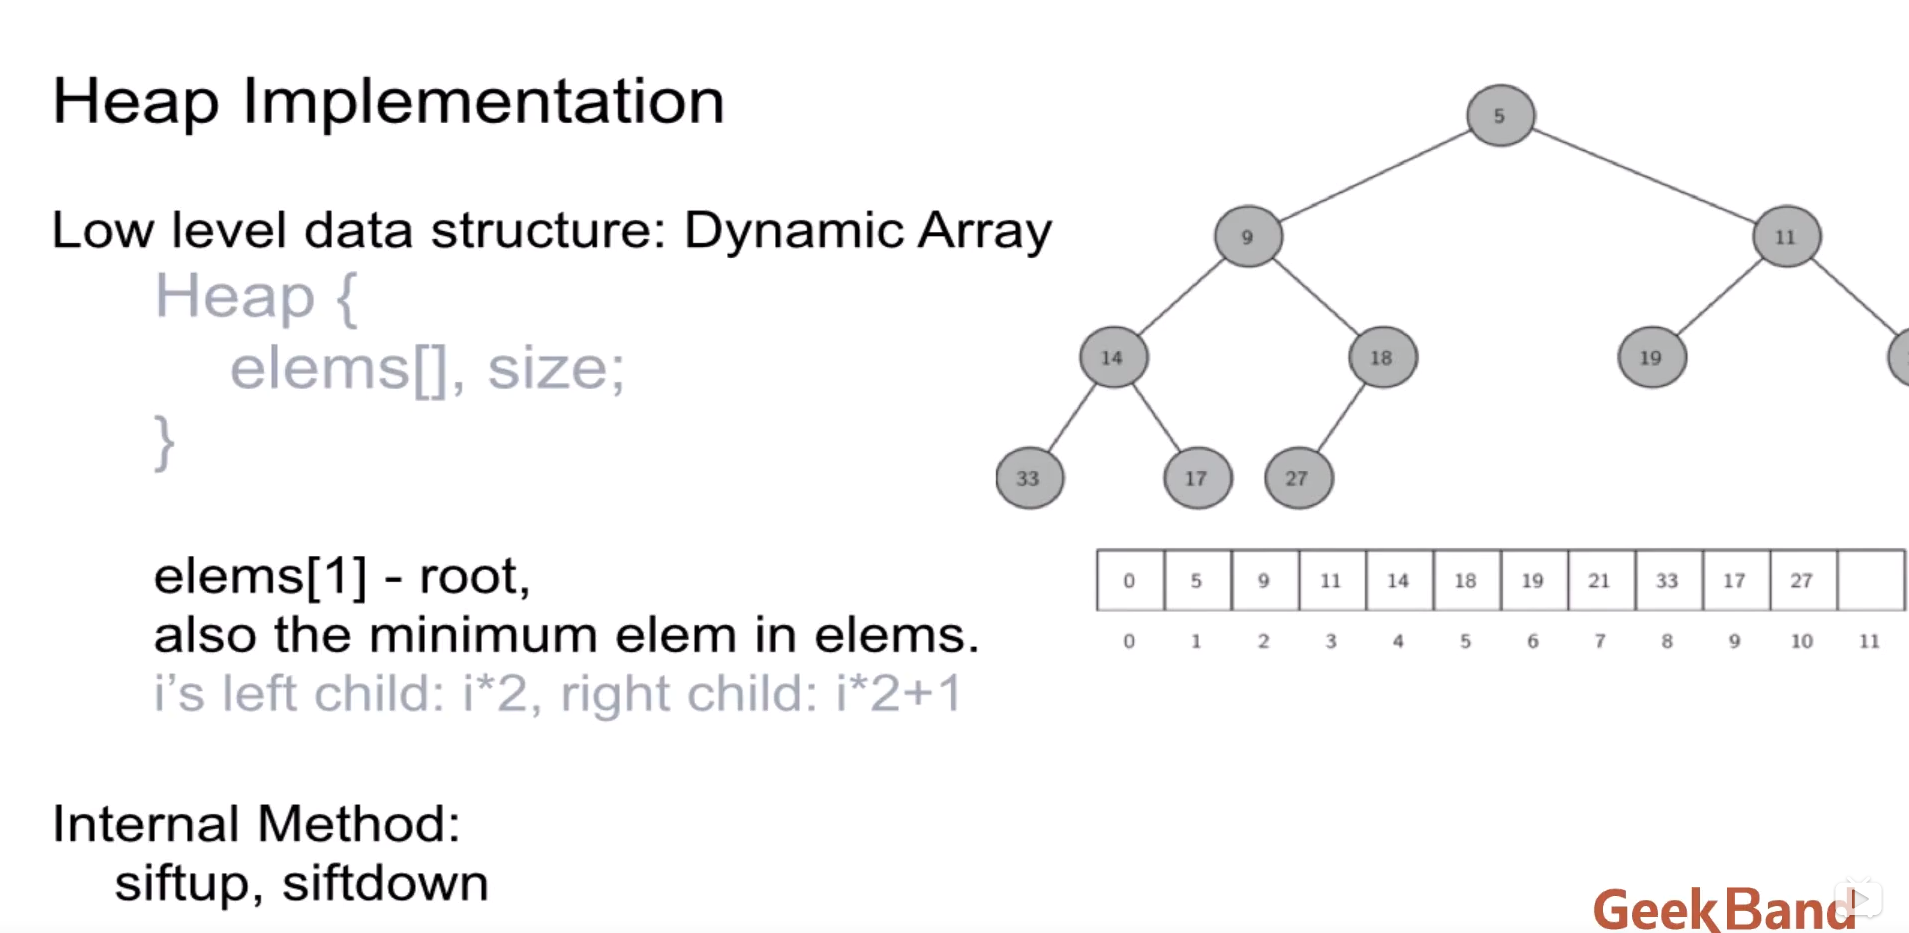 Heap Implementation
Low level data structure: Dynamic Array
Heap {
elems[], size;
}
elems[1] - root,
also the minimum elem in elems.
i’s left child: i*2, right child: i*2+1
Internal Method:
siftup, siftdown
5
9 11
14 18 19
33 17 27
0 5 9 11 14 18 19 21 33 17 27
0 1 2 3 4 5 6 7 8 9 10 11
GeekBand